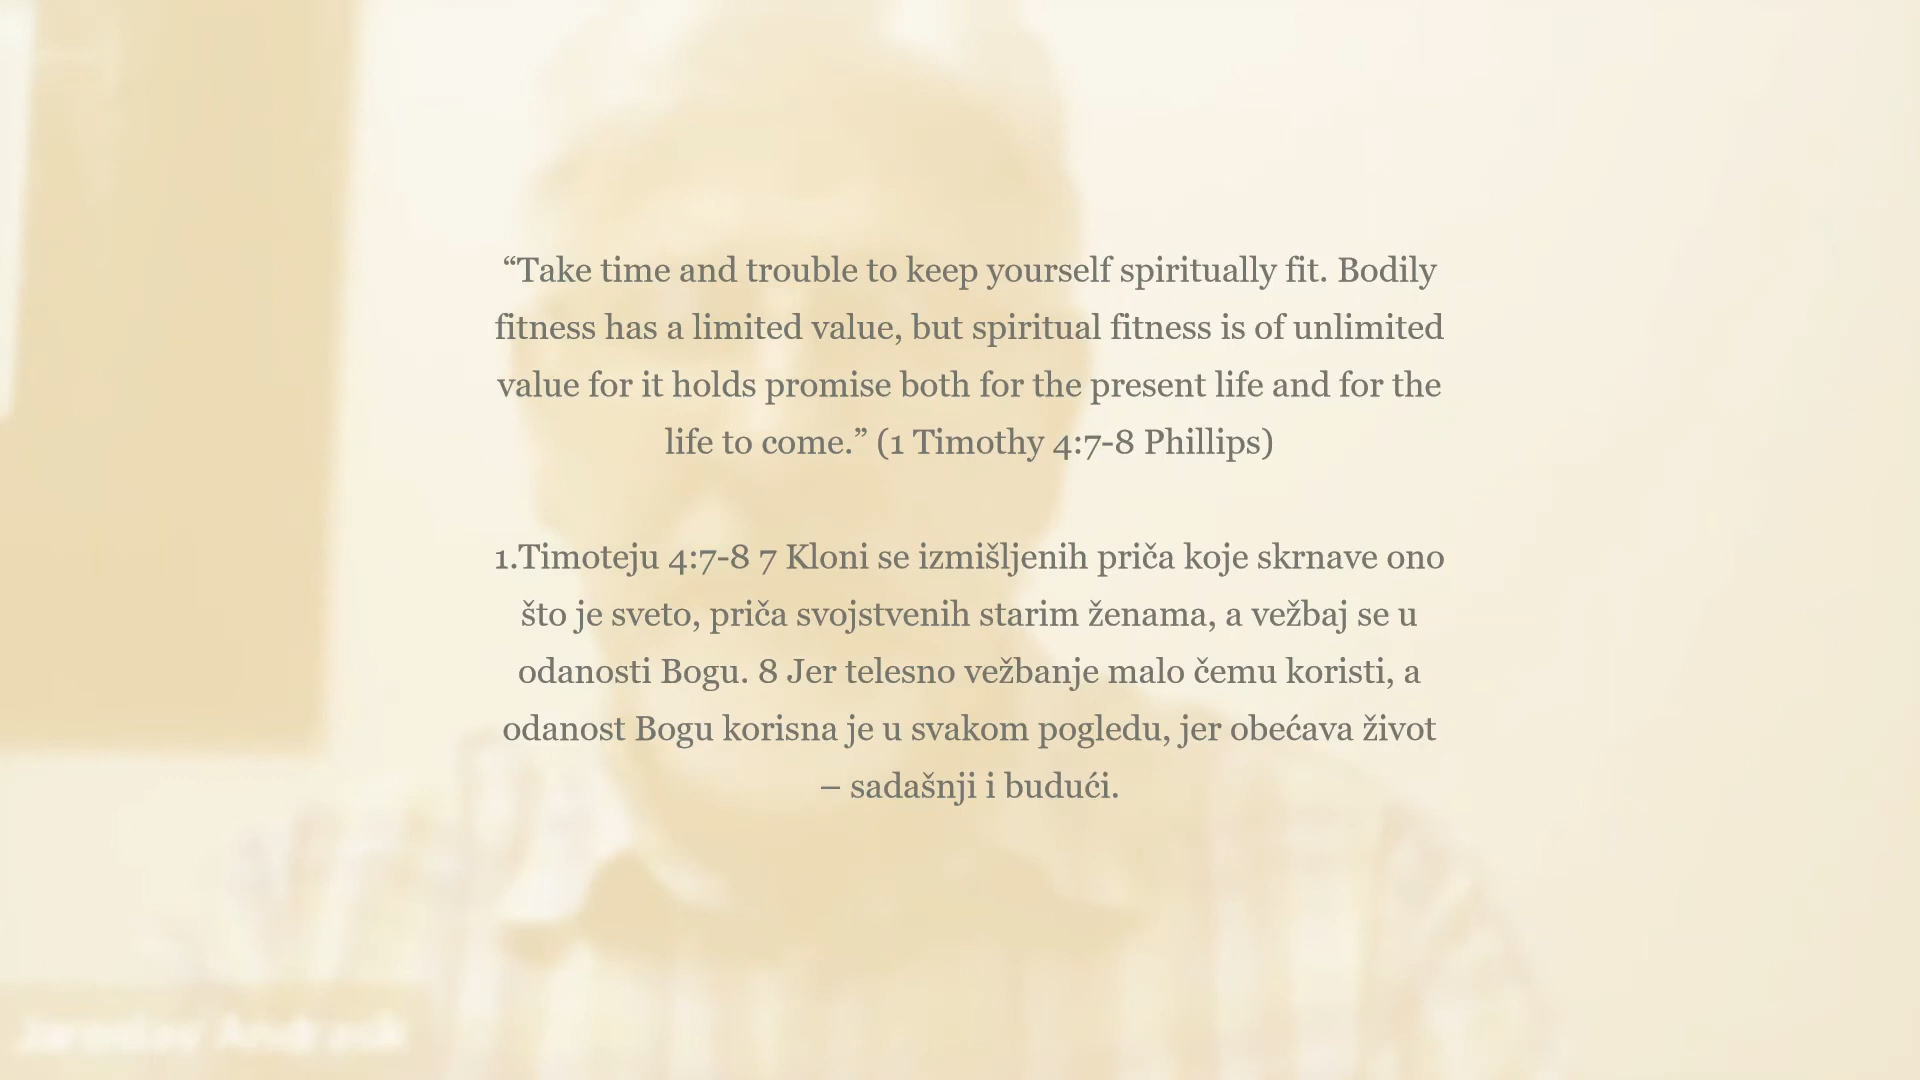 “Take time and trouble to keep yourself spiritually fit. Bodily
fitness has a limited value, but spiritual fitness is of unlimited
value for it holds promise both for the present life and for the
life to come.” (1 Timothy 4:7-8 Phillips)
1.Timoteju 4:7-8 7 Kloni se izmišljenih priča koje skrnave ono
što je sveto, priča svojstvenih starim ženama, a vežbaj se u
odanosti Bogu. 8 Jer telesno vežbanje malo čemu koristi, a
odanost Bogu korisna je u svakom pogledu, jer obećava život
– sadašnji i budući.